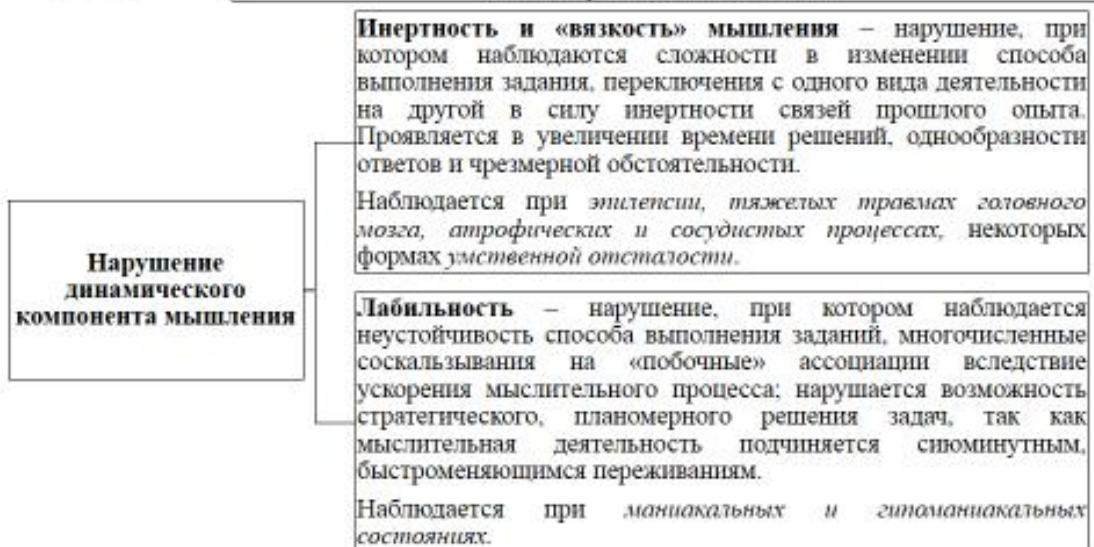 Инертность и «вязкость» мышления – нарушение, при
котором наблюдаются сложности в изменении способа
выполнения задания, переключения с одного вида деятельности
на другой в силу инертности связей прошлого опыта.
Проявляется в увеличении времени решений, однообразности
ответов и чрезмерной обстоятельности.
Наблюдается при эпилепсии, тяжелых травмах головного
мозга, атрофических и сосудистых процессах, некоторых
формах умственной отсталости.
Нарушение
динамического
компонента мышления
Лабильность – нарушение, при котором наблюдается
неустойчивость способа выполнения заданий, многочисленные
соскальзывания на «побочные» ассоциации вследствие
ускорения мыслительного процесса; нарушается возможность
стратегического, планомерного решения задач, так как
мыслительная деятельность подчиняется сиюминутным,
быстроменяющимся переживаниям.
Наблюдается при маниакальных и гипоманиакальных
состояниях.